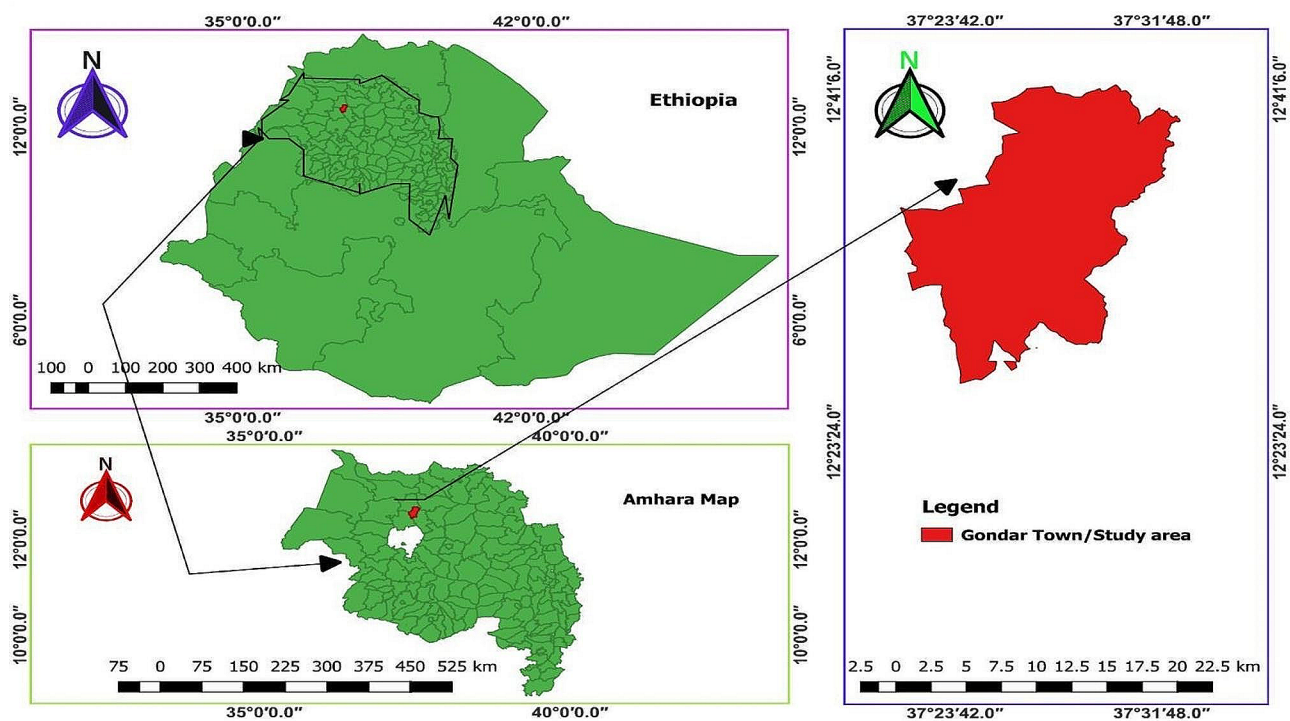 35°0'0.0" 42°0'0.0"
N
Ethiopia
12°0'0.0" 12°0'0.0"
6°0'0.0" 6°0'0.0"
100 0 100 200 300 400 km
35°0'0.0" 42°0'0.0"
35°0'0.0" 40°0'0.0"
N
Amhara Map
12°0'0.0" 12°0'0.0"
10°0'0.0" 10°0'0.0"
75 0 75 150 225 300 375 450 525 km
35°0'0.0" 40°0'0.0"
37°23'42.0" 37°31'48.0"
N
12°41'6.0" 12°41'6.0"
12°23'24.0" 12°23'24.0"
Legend
Gondar Town/Study area
2.5 0 2.5 5 7.5 10 12.5 15 17.5 20 22.5 km
37°23'42.0" 37°31'48.0"